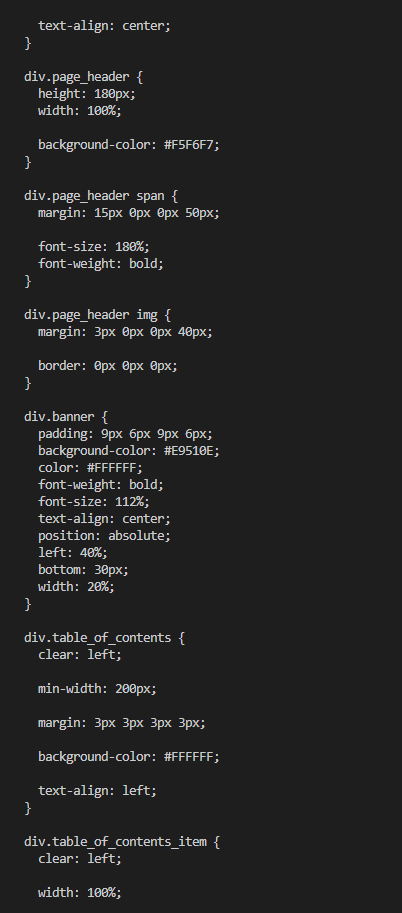 text-align: center;
}
div.page_header {
height: 180px;
width: 100%;
background-color: #F5F6F7;
}
div.page_header span {
margin: 15px 0px 0px 50px;
font-size: 180%;
font-weight: bold;
}
div.page_header img {
margin: 3px 0px 0px 40px;
border: 0px 0px 0px;
}
div.banner {
padding: 9px 6px 9px 6px;
background-color: #E9510E;
color: #FFFFFF;
font-weight: bold;
font-size: 112%;
text-align: center;
position: absolute;
left: 40%;
bottom: 30px;
width: 20%;
}
div.table_of_contents {
clear: left;
min-width: 200px;
margin: 3px 3px 3px 3px;
background-color: #FFFFFF;
text-align: left;
}
div.table_of_contents_item {
clear: left;
width: 100%;